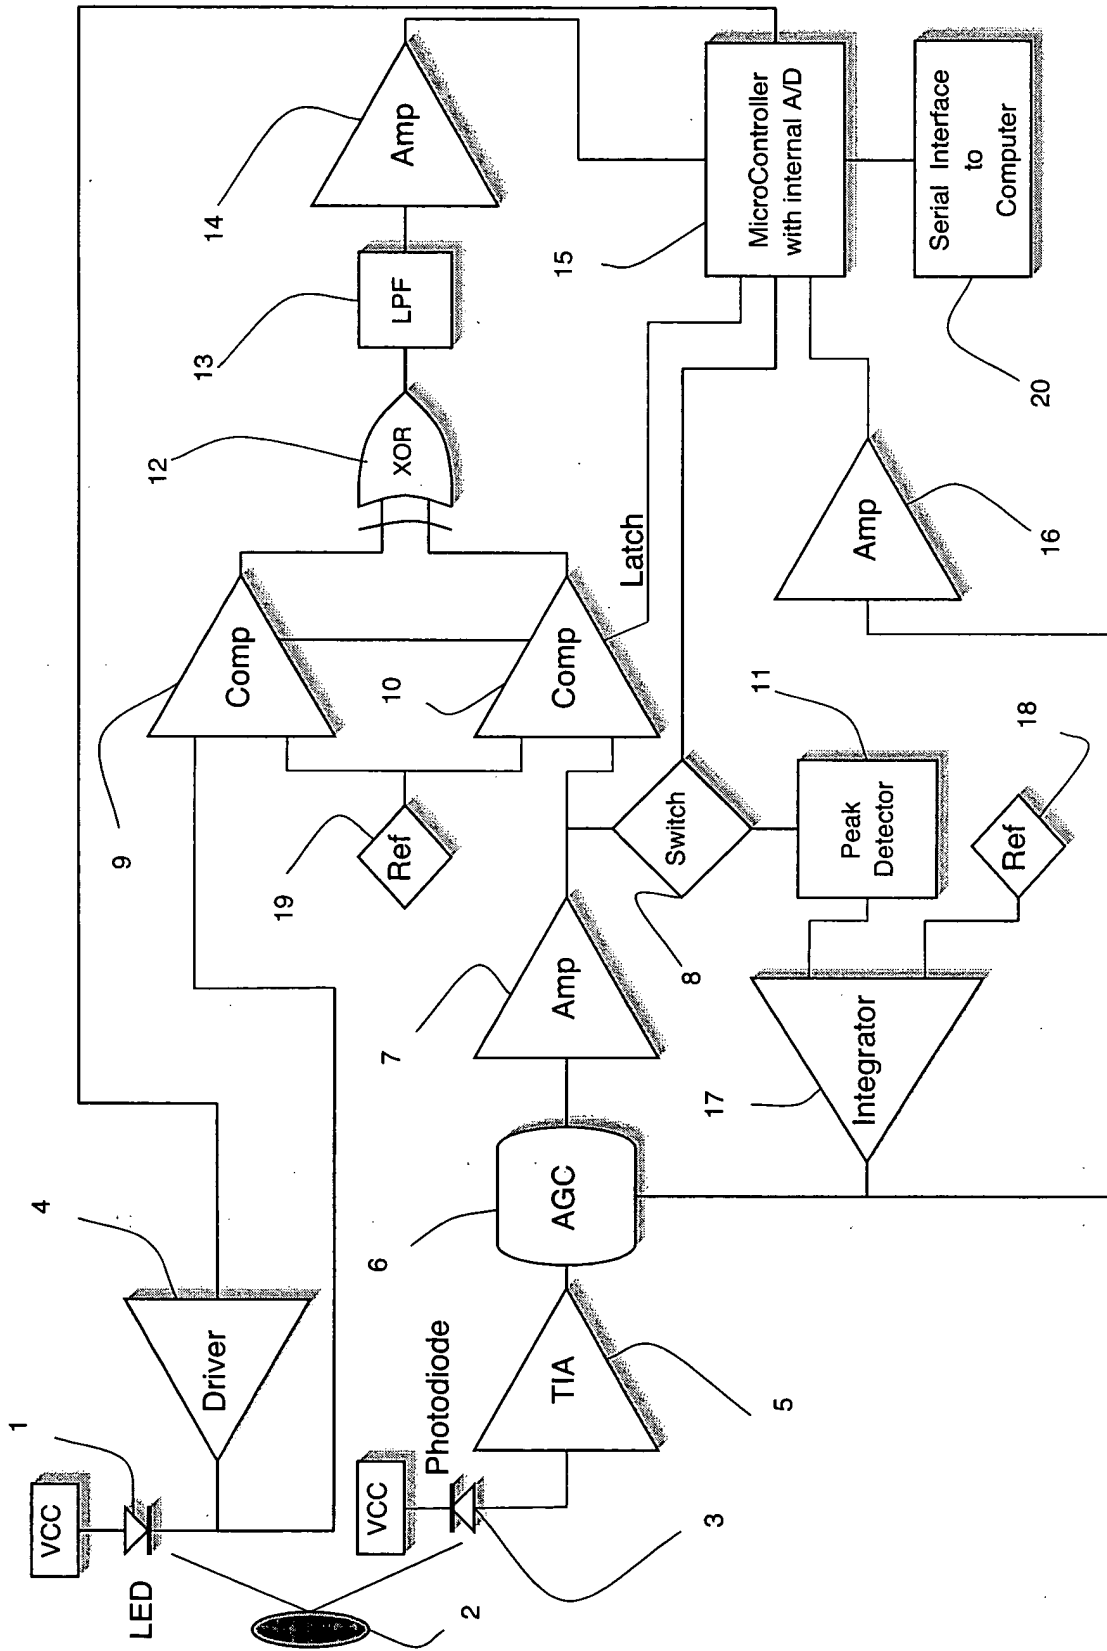 VCC
1
LED
2
Driver
4
VCC
Photodiode
3
TIA
5
AGC
6
Amp
7
Switch
8
Comp
9
Comp
10
Latch
Ref
19
XOR
12
LPF
13
Amp
14
MicroController
with internal A/D
15
Serial Interface
to
Computer
20
Amp
16
Peak
Detector
11
Ref
18
Integrator
17